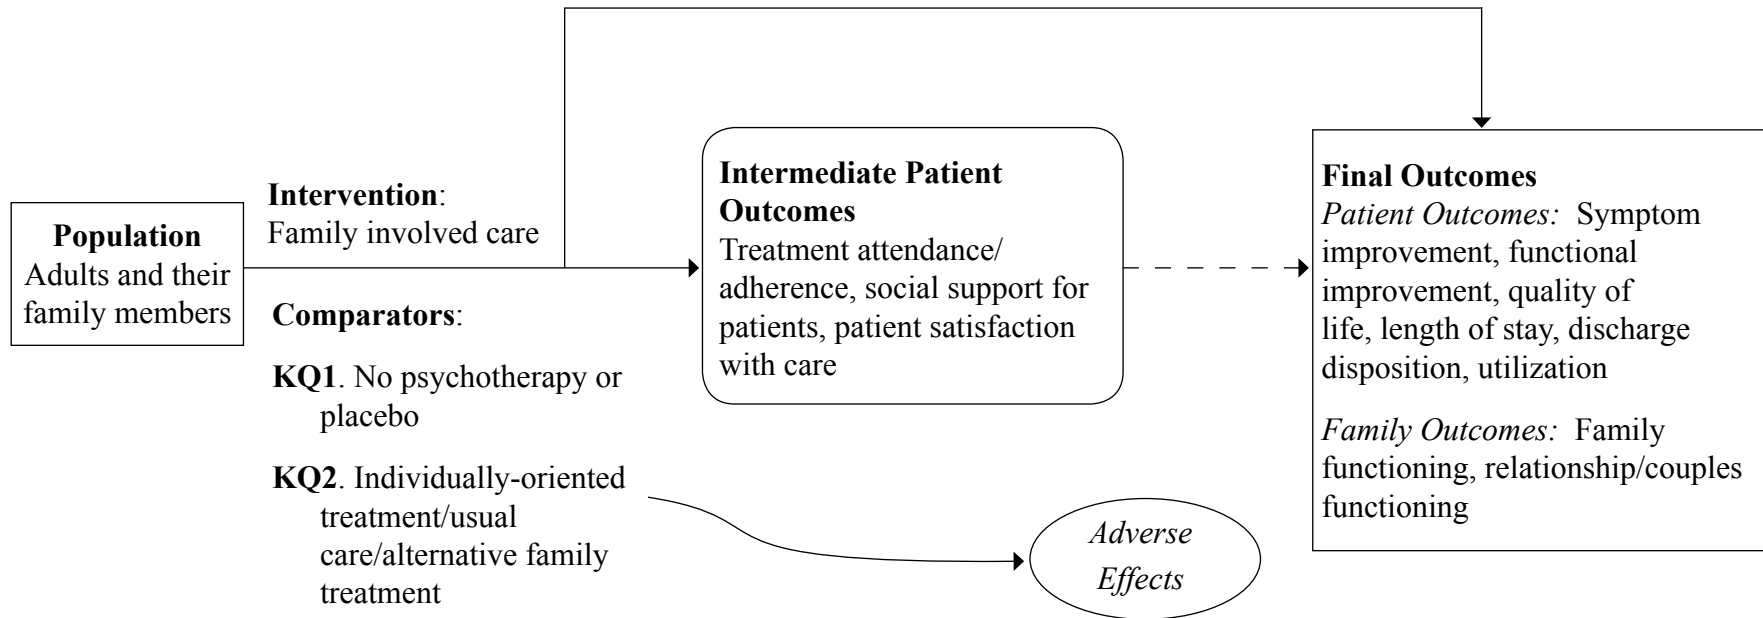 Population
Adults and their
family members
Intervention:
Family involved care
Comparators:
KQ1. No psychotherapy or
placebo
KQ2. Individually-oriented
treatment/usual
care/alternative family
treatment
Intermediate Patient
Outcomes
Treatment attendance/
adherence, social support for
patients, patient satisfaction
with care
Adverse
Effects
Final Outcomes
Patient Outcomes: Symptom
improvement, functional
improvement, quality of
life, length of stay, discharge
disposition, utilization
Family Outcomes: Family
functioning, relationship/couples
functioning